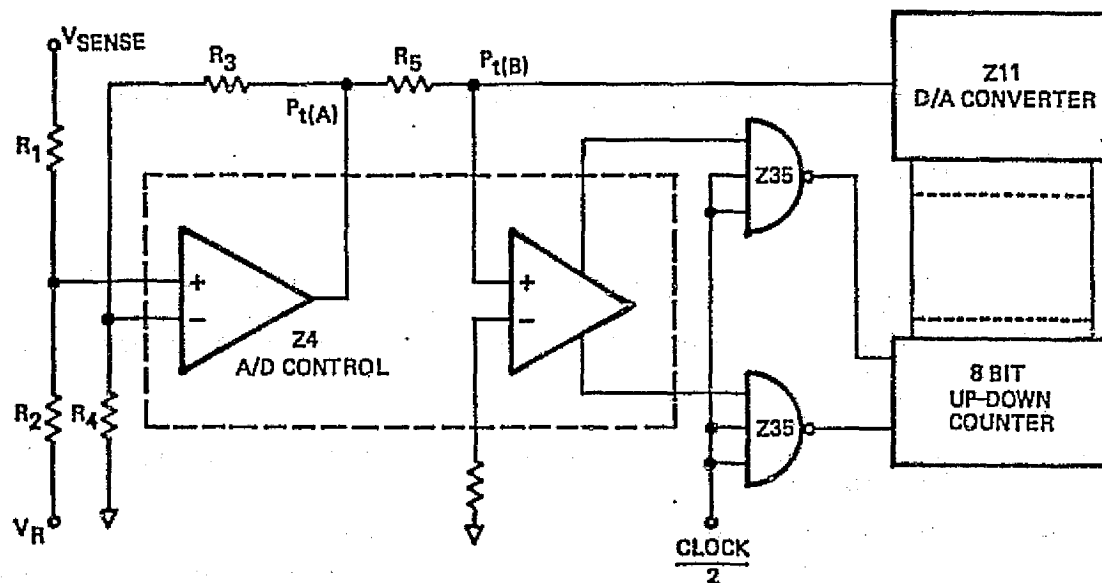 VSENSE
R3
R5
Pt(B)
Pt(A)
Z11
D/A CONVERTER
R1
Z35
+
−
+
−
Z4
A/D CONTROL
R2
R4
8 BIT
UP-DOWN
COUNTER
Z35
VR
CLOCK
2